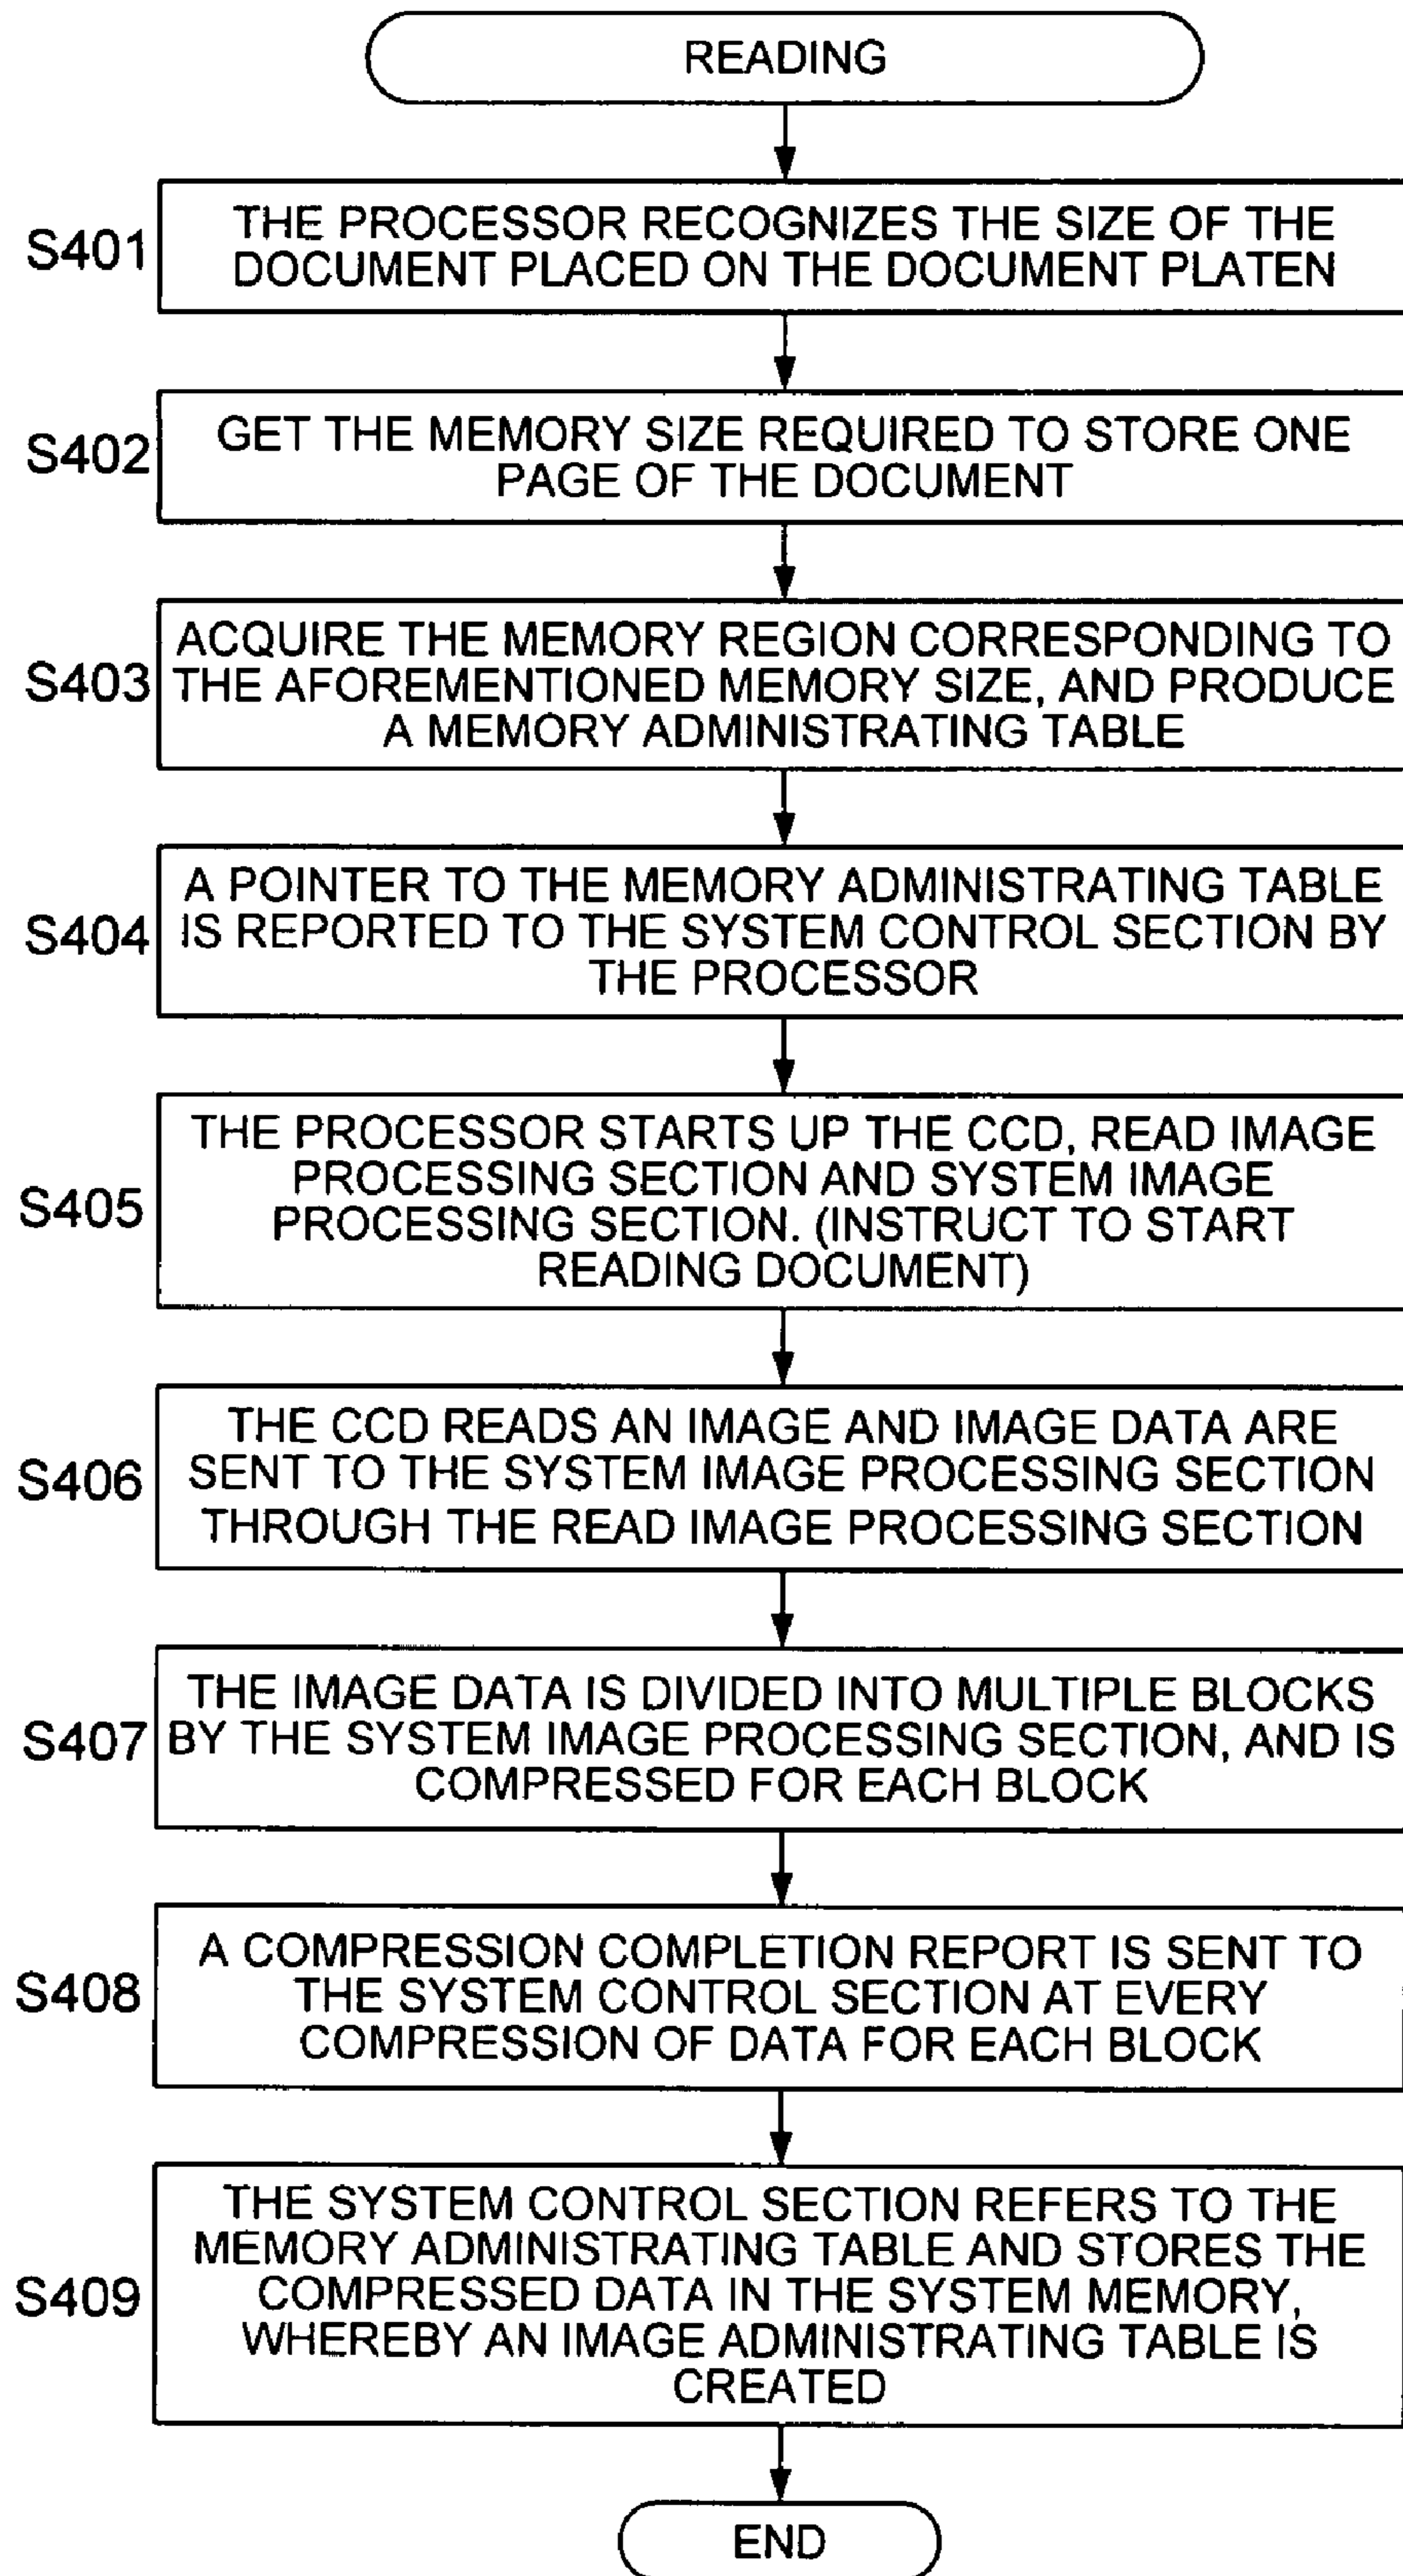 READING
S401
THE PROCESSOR RECOGNIZES THE SIZE OF THE
DOCUMENT PLACED ON THE DOCUMENT PLATEN
S402
GET THE MEMORY SIZE REQUIRED TO STORE ONE
PAGE OF THE DOCUMENT
S403
ACQUIRE THE MEMORY REGION CORRESPONDING TO
THE AFOREMENTIONED MEMORY SIZE, AND PRODUCE
A MEMORY ADMINISTRATING TABLE
S404
A POINTER TO THE MEMORY ADMINISTRATING TABLE
IS REPORTED TO THE SYSTEM CONTROL SECTION BY
THE PROCESSOR
S405
THE PROCESSOR STARTS UP THE CCD, READ IMAGE
PROCESSING SECTION AND SYSTEM IMAGE
PROCESSING SECTION. (INSTRUCT TO START
READING DOCUMENT)
S406
THE CCD READS AN IMAGE AND IMAGE DATA ARE
SENT TO THE SYSTEM IMAGE PROCESSING SECTION
THROUGH THE READ IMAGE PROCESSING SECTION
S407
THE IMAGE DATA IS DIVIDED INTO MULTIPLE BLOCKS
BY THE SYSTEM IMAGE PROCESSING SECTION, AND IS
COMPRESSED FOR EACH BLOCK
S408
A COMPRESSION COMPLETION REPORT IS SENT TO
THE SYSTEM CONTROL SECTION AT EVERY
COMPRESSION OF DATA FOR EACH BLOCK
S409
THE SYSTEM CONTROL SECTION REFERS TO THE
MEMORY ADMINISTRATING TABLE AND STORES THE
COMPRESSED DATA IN THE SYSTEM MEMORY,
WHEREBY AN IMAGE ADMINISTRATING TABLE IS
CREATED
END